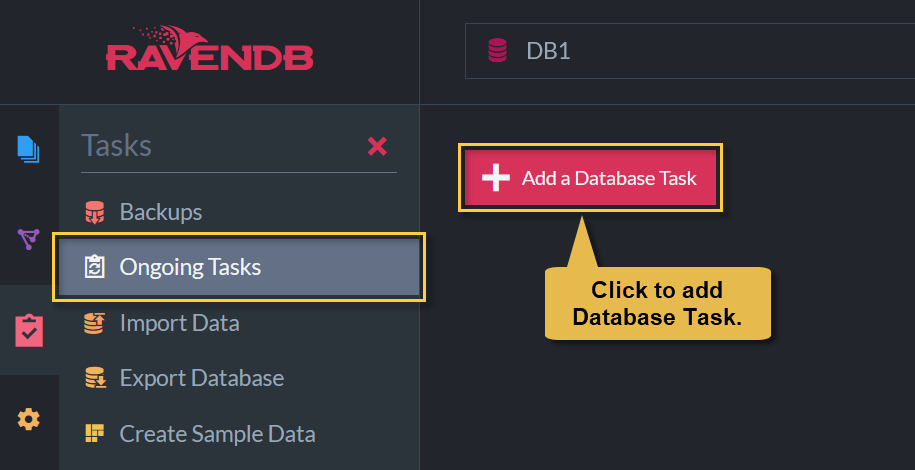 RAVENDB
DB1
Tasks
Backups
Ongoing Tasks
Import Data
Export Database
Create Sample Data
Add a Database Task
Click to add
Database Task.